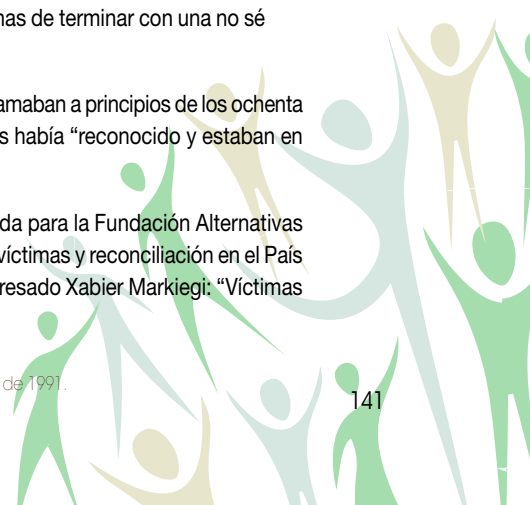 nas de terminar con una no sé
amaban a principios de los ochenta
s había “reconocido y estaban en
da para la Fundación Alternativas
víctimas y reconciliación en el País
resado Xabier Markiegi: “Víctimas
de 1991.
141